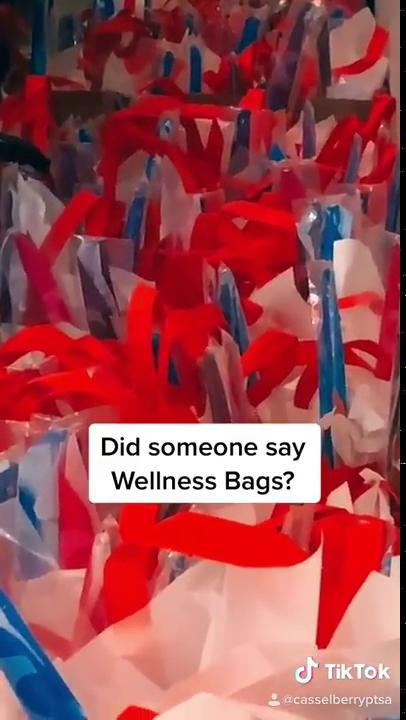 Did someone say
Wellness Bags?
TikTok
@casselberryptsa